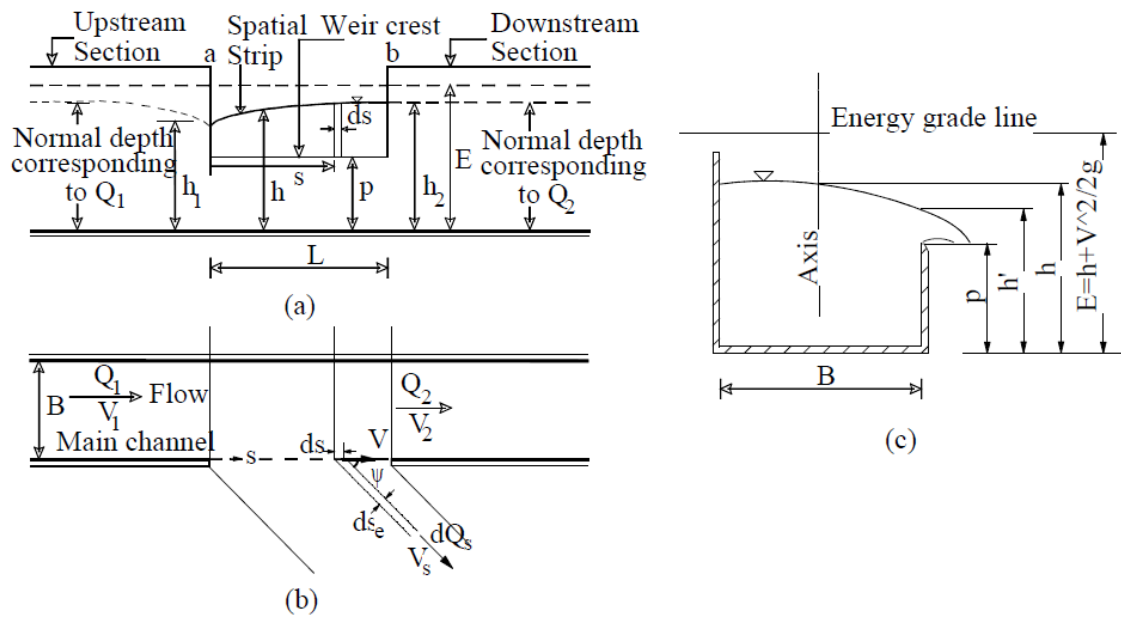 Upstream
Section
a
Spatial
Strip
Weir crest
b
Downstream
Section
ds
Normal depth
corresponding
to Q1
h1
h
s
p
h2
E
Normal depth
corresponding
to Q2
L
(a)
B
Q1
V1
Flow
Q2
V2
Main channel
s
ds
V
ψ
dse
dQs
Vs
(b)
Energy grade line
Axis
p
h'
h
E=h+V^2/2g
B
(c)